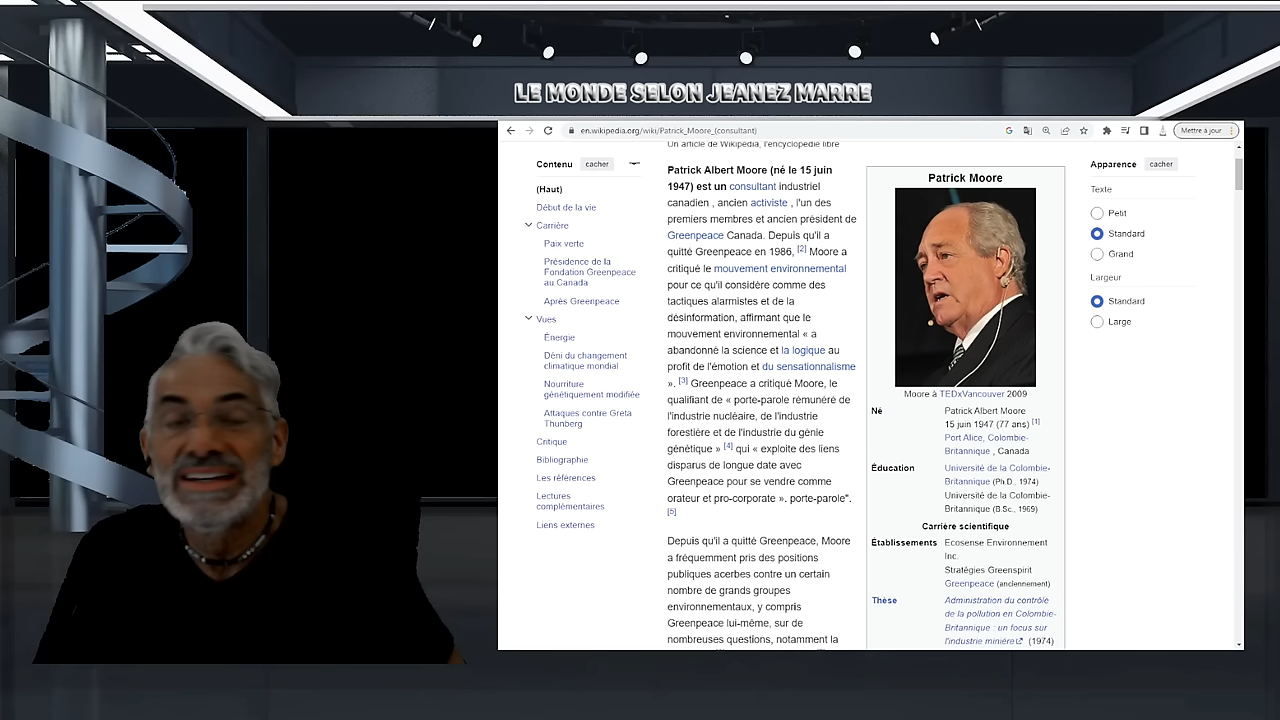 LE MONDE SELON JEANEZ MARRE
en.wikipedia.org/wiki/Patrick_Moore_(consultant)
Mettre à jour
Un article de Wikipédia, l'encyclopédie libre
Contenu
cacher
(Haut)
Début de la vie
Carrière
Paix verte
Présidence de la
Fondation Greenpeace
au Canada
Après Greenpeace
Vues
Énergie
Déni du changement
climatique mondial
Nourriture
génétiquement modifiée
Attaques contre Greta
Thunberg
Critique
Bibliographie
Les références
Lectures
complémentaires
Liens externes
Patrick Albert Moore (né le 15 juin
1947) est un consultant industriel
canadien , ancien activiste , l'un des
premiers membres et ancien président de
Greenpeace Canada. Depuis qu'il a
quitté Greenpeace en 1986, [2] Moore a
critiqué le mouvement environnemental
pour ce qu'il considère comme des
tactiques alarmistes et de la
désinformation, affirmant que le
mouvement environnemental « a
abandonné la science et la logique au
profit de l'émotion et du sensationnalisme
». [3] Greenpeace a critiqué Moore, le
qualifiant de « porte-parole rémunéré de
l'industrie nucléaire, de l'industrie
forestière et de l'industrie du génie
génétique » [4] qui « exploite des liens
disparus de longue date avec
Greenpeace pour se vendre comme
orateur et pro-corporate ». porte-parole".
[5]
Depuis qu'il a quitté Greenpeace, Moore
a fréquemment pris des positions
publiques acerbes contre un certain
nombre de grands groupes
environnementaux, y compris
Greenpeace lui-même, sur de
nombreuses questions, notamment la
Patrick Moore
Moore à TEDxVancouver 2009
Né
Patrick Albert Moore
15 juin 1947 (77 ans) [1]
Port Alice, Colombie-
Britannique , Canada
Éducation
Université de la Colombie-
Britannique (Ph.D., 1974)
Université de la Colombie-
Britannique (B.Sc., 1969)
Carrière scientifique
Établissements
Ecosense Environnement
Inc.
Stratégies Greenspirit
Greenpeace (anciennement)
Thèse
Administration du contrôle
de la pollution en Colombie-
Britannique : un focus sur
l'industrie minière (1974)
Apparence
cacher
Texte
Petit
Standard
Grand
Largeur
Standard
Large